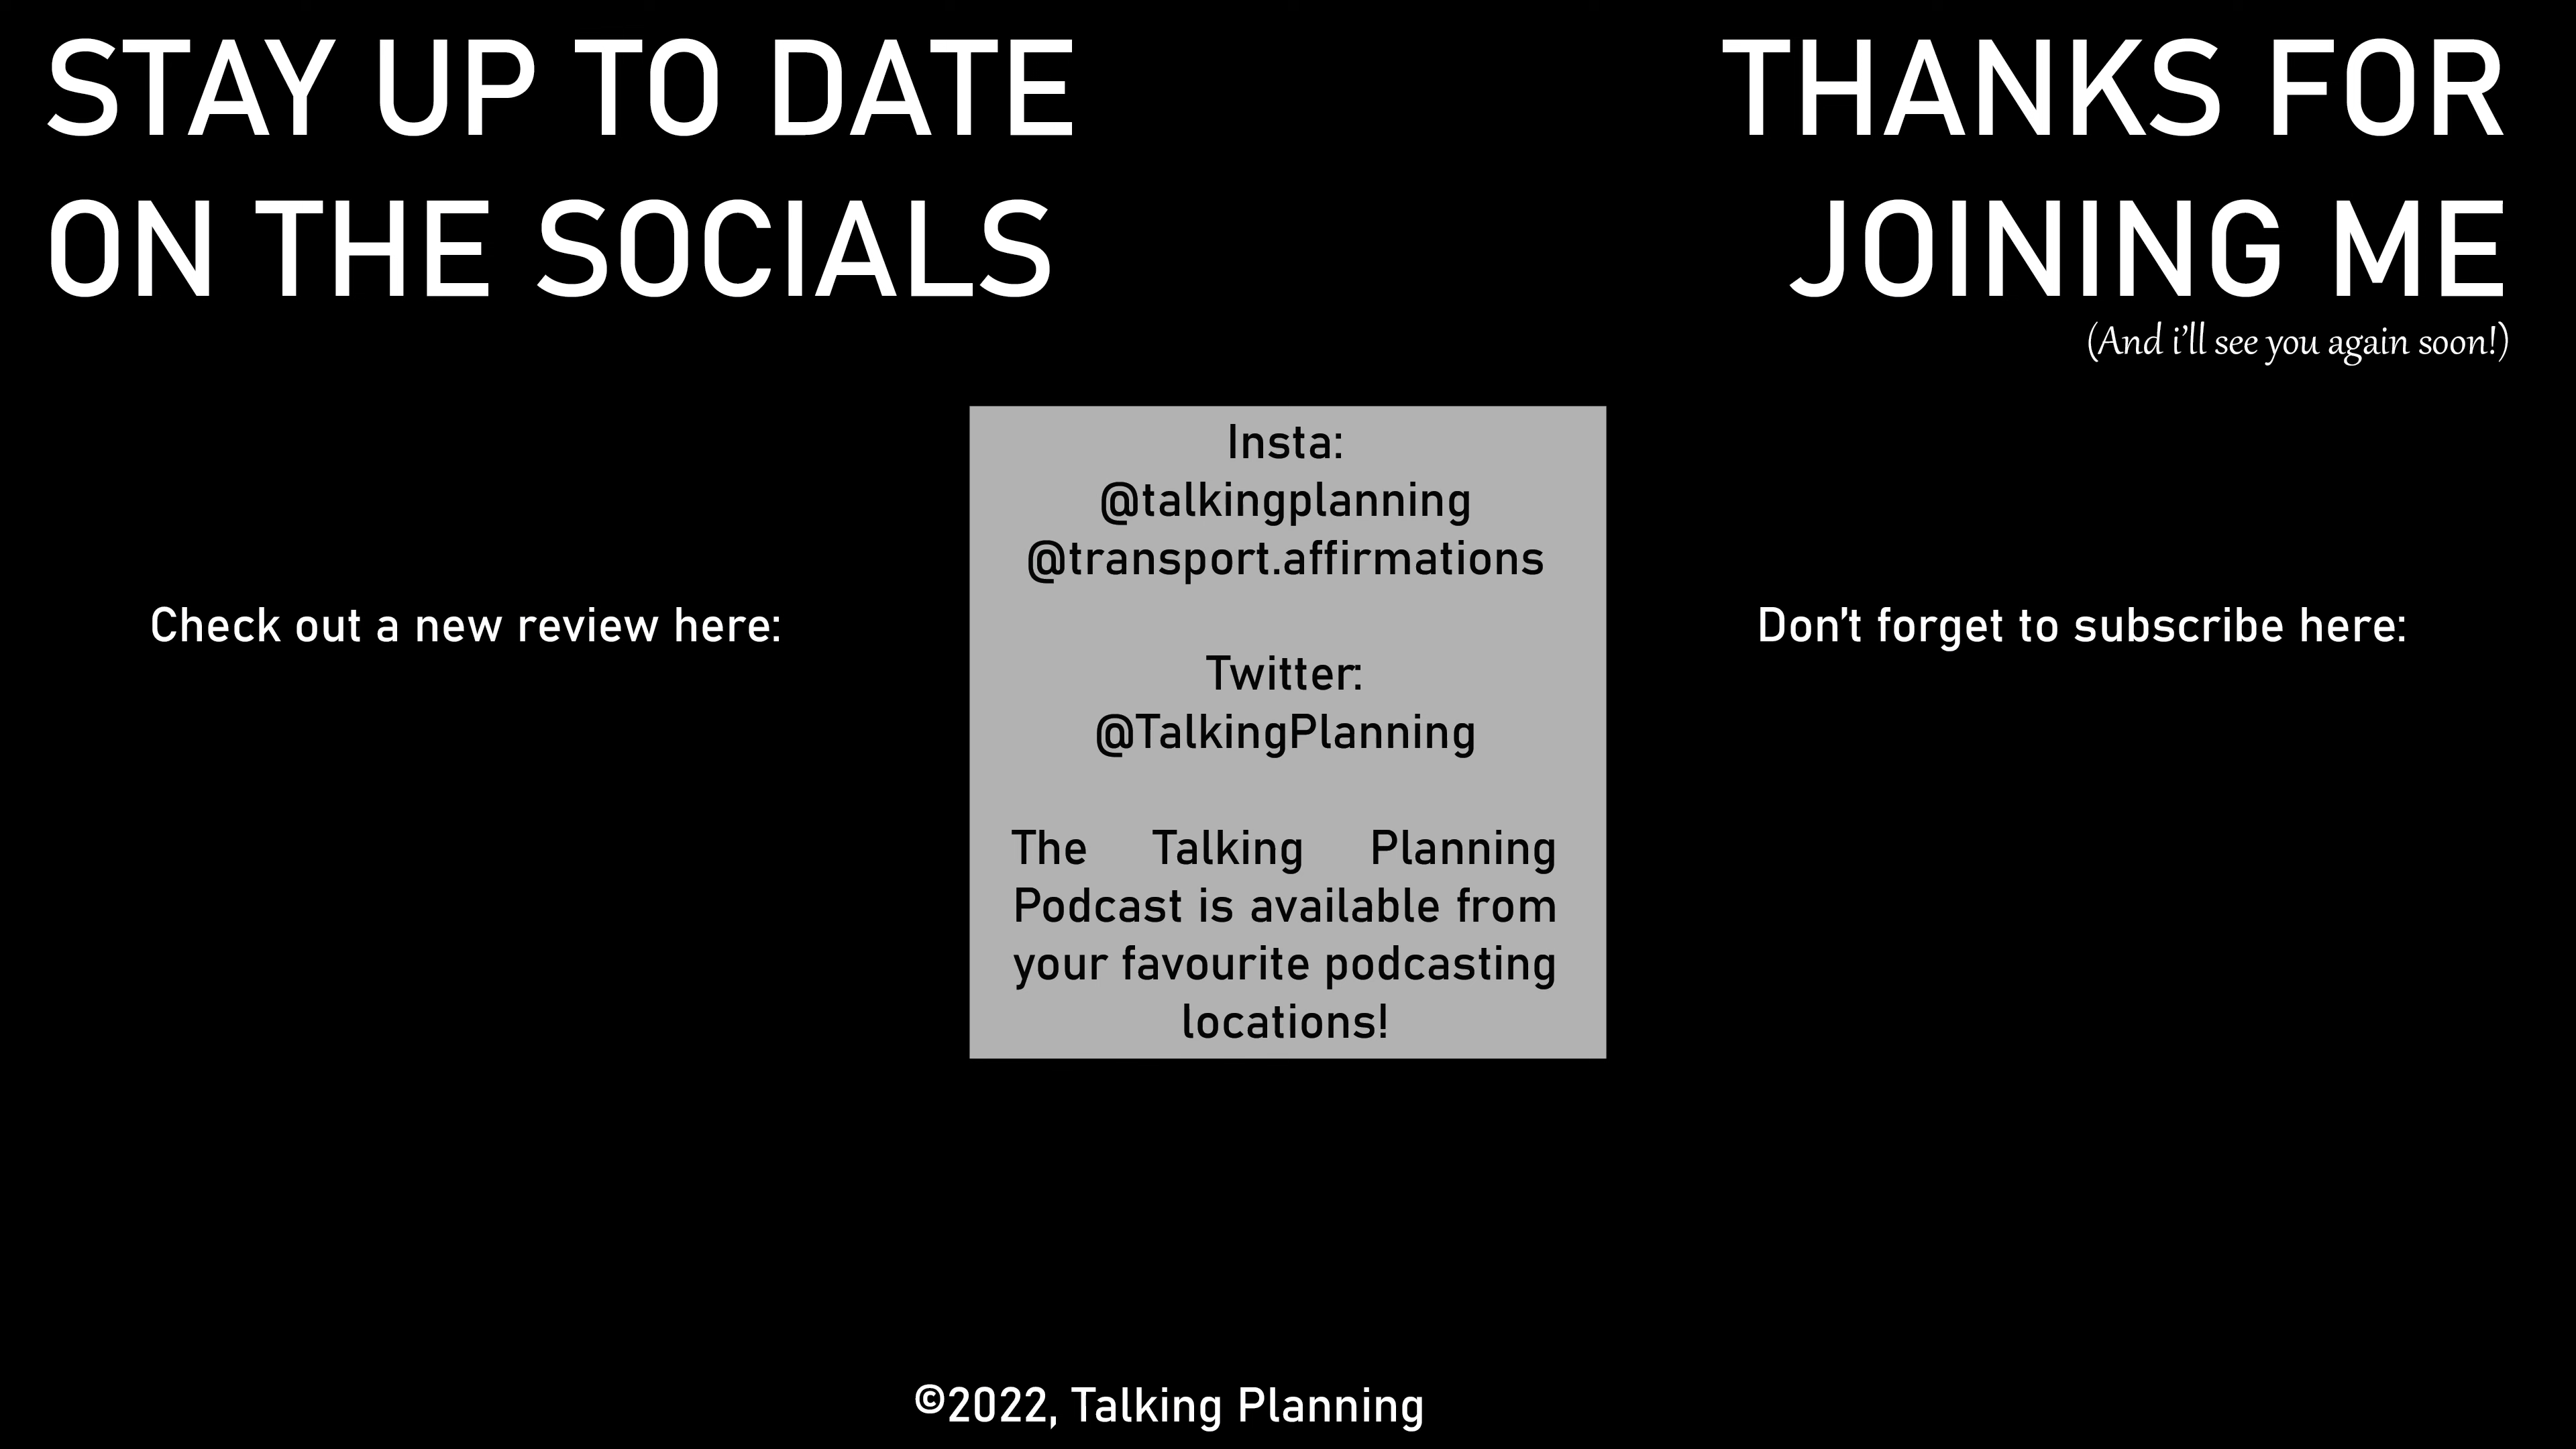 STAY UP TO DATE
ON THE SOCIALS
THANKS FOR
JOINING ME
(And i'll see you again soon!)
Check out a new review here:
Insta:
@talkingplanning
@transport.affirmations
Twitter:
@TalkingPlanning
The Talking Planning
Podcast is available from
your favourite podcasting
locations!
Don't forget to subscribe here:
©2022, Talking Planning